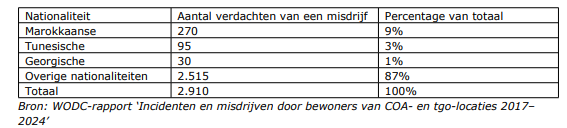 Nationaliteit Aantal verdachten van een misdrijf Percentage van totaal
Marokkaanse 270 9%
Tunesische 95 3%
Georgische 30 1%
Overige nationaliteiten 2.515 87%
Totaal 2.910 100%
Bron: WODC-rapport ‘Incidenten en misdrijven door bewoners van COA- en tgo-locaties 2017–
2024’